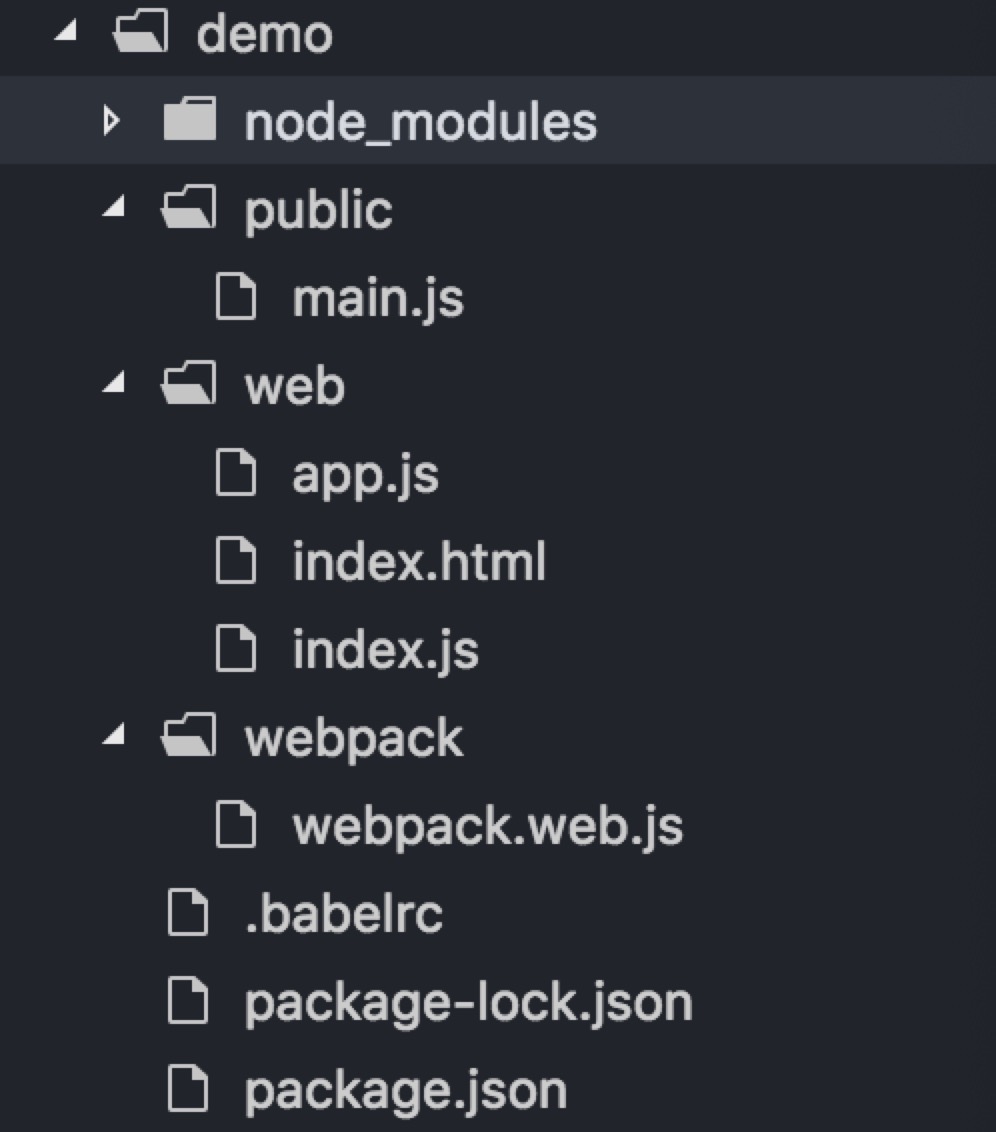 demo
node_modules
public
main.js
web
app.js
index.html
index.js
webpack
webpack.web.js
.babelrc
package-lock.json
package.json